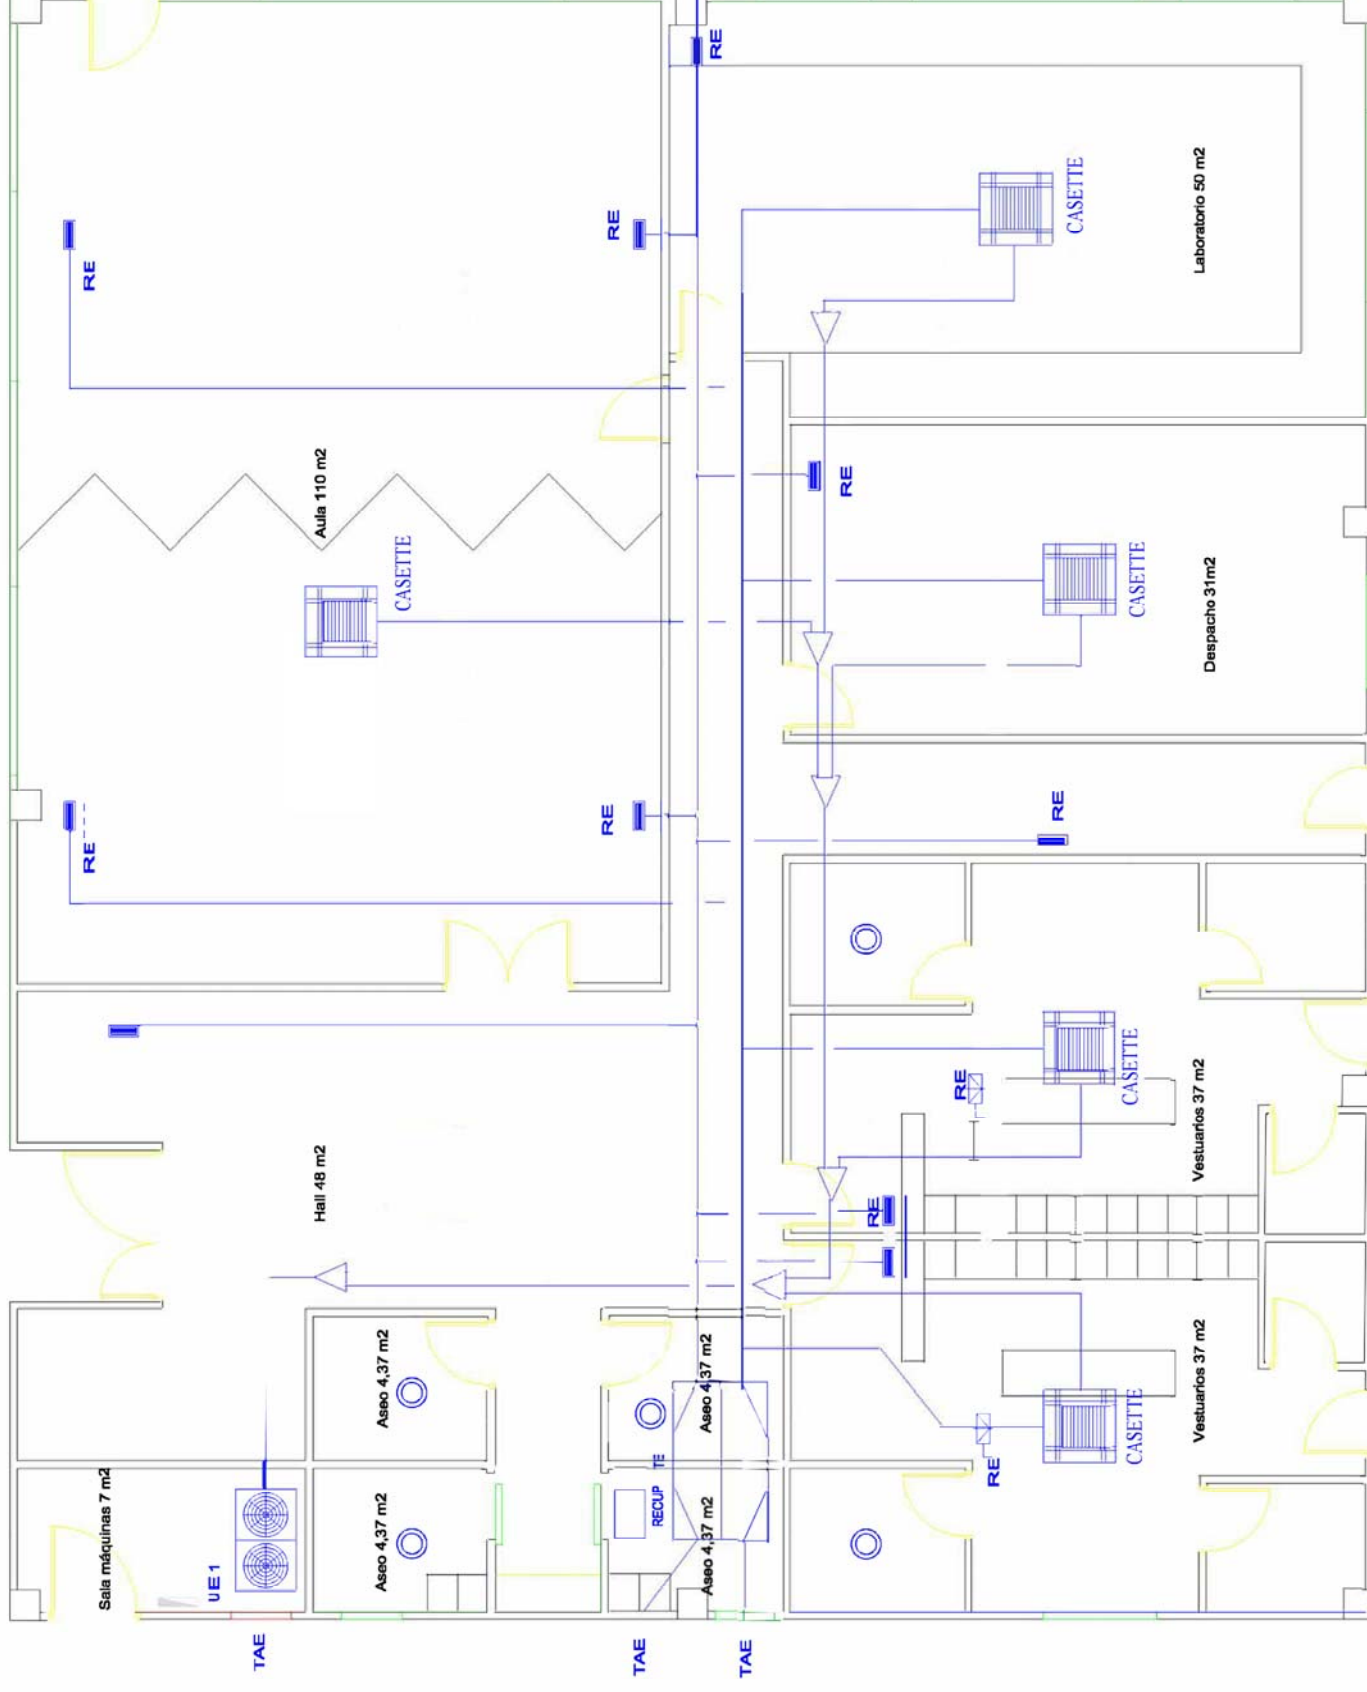 RE
RE
RE
CASETTE
Laboratorio 50 m2
Aula 110 m2
CASETTE
RE
CASETTE
Despacho 31m2
RE
RE
RE
Hall 48 m2
RE
CASETTE
Vestuarios 37 m2
RE
Aseo 4,37 m2
Aseo 4,37 m2
Vestuarios 37 m2
CASETTE
RE
Sala máquinas 7 m2
UE1
Aseo 4,37 m2
RECUP TE
Aseo 4,37 m2
TAE
TAE
TAE